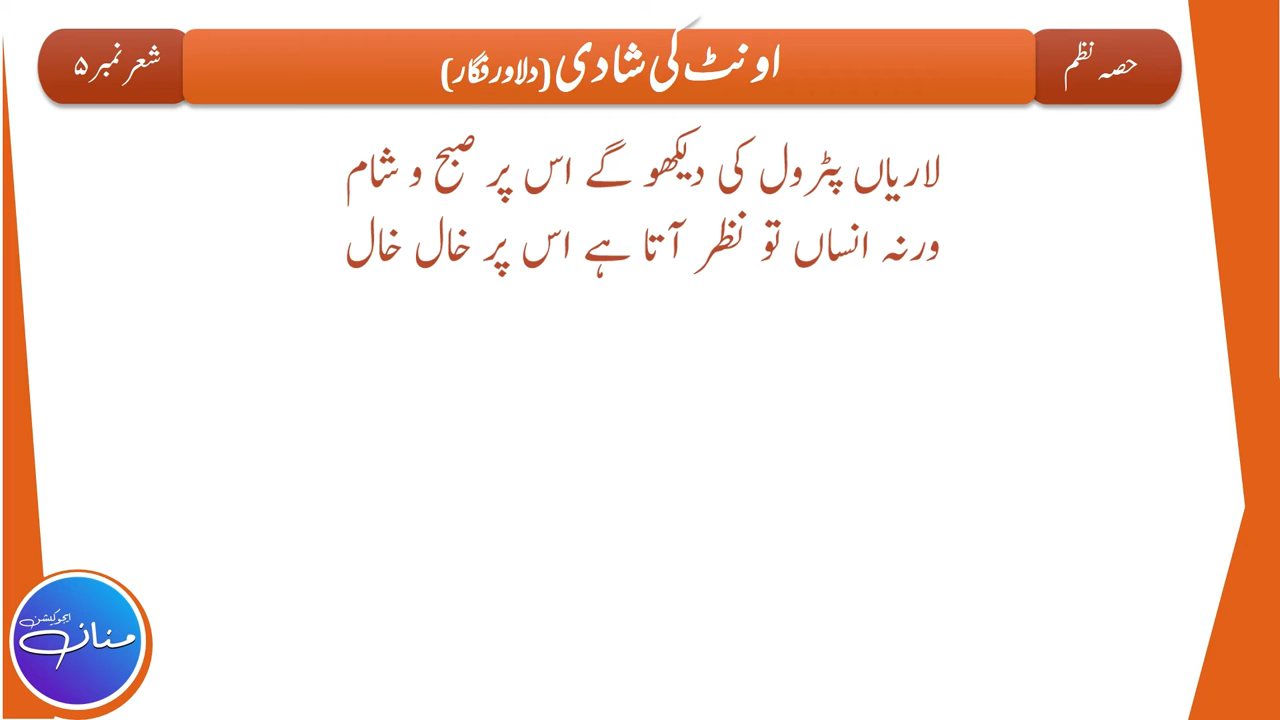 حصہ نظم
اونٹ کی شادی (دلاور فگار)
شعر نمبر ۵
لاریاں پٹرول کی دیکھو گے اس پر صبح و شام
ورنہ انساں تو نظر آتا ہے اس پر خال خال
ایجوکیشن
منان